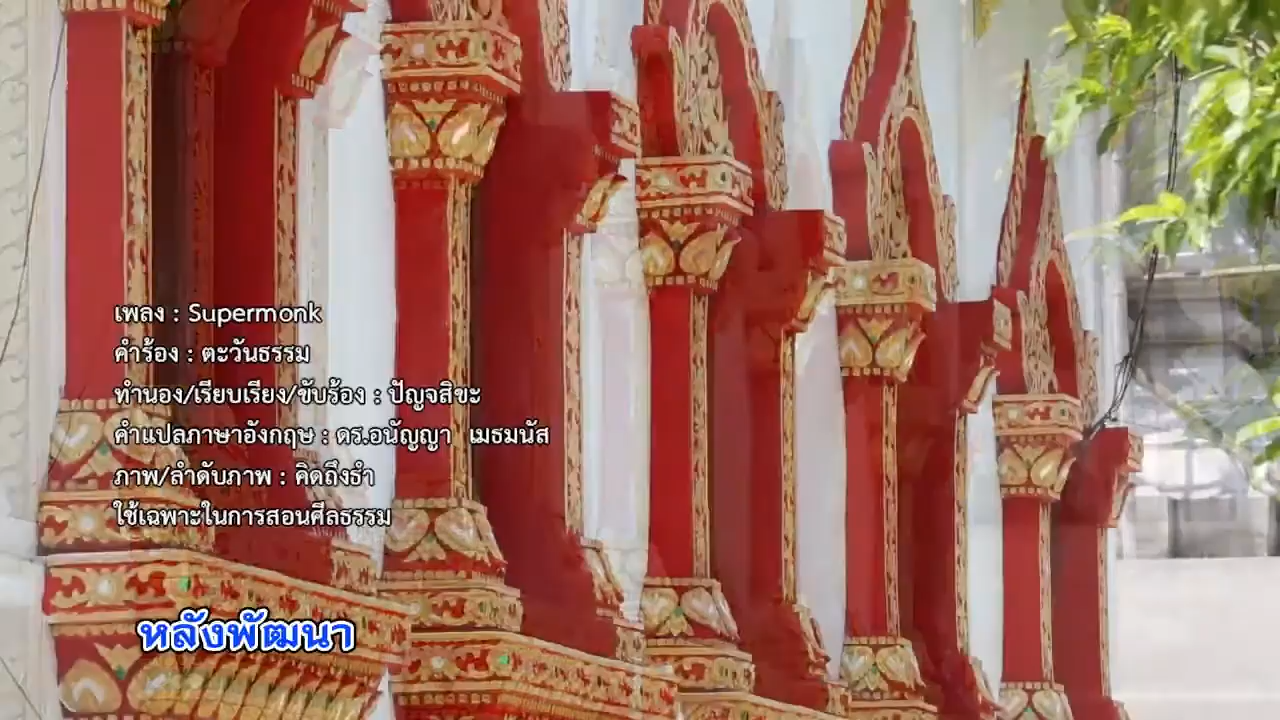 เพลง : Supermonk
คำร้อง : ตะวันธรรม
ทำนอง/เรียบเรียง/ขับร้อง : ปัญจสิขะ
คำแปลภาษาอังกฤษ : ดร.อนัญญา เมธมนัส
ภาพ/ลำดับภาพ : คิดถึงธำ
ใช้เฉพาะในการสอนศีลธรรม
หลังพัฒนา